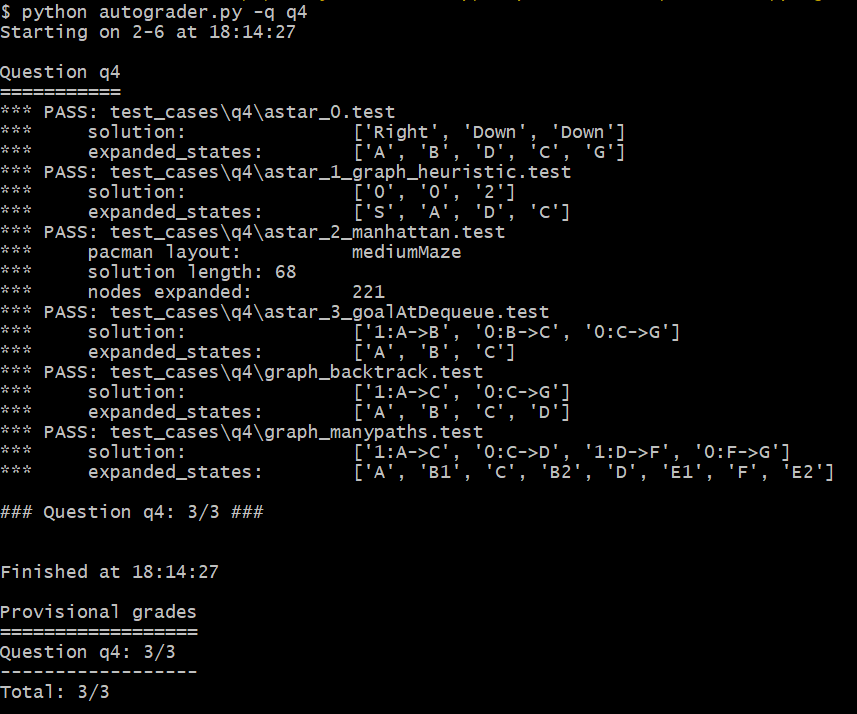 $ python autograder.py -q q4
Starting on 2-6 at 18:14:27
Question q4
===========
*** PASS: test_cases\q4\astar_0.test
***     solution:               ['Right', 'Down', 'Down']
***     expanded_states:        ['A', 'B', 'D', 'C', 'G']
*** PASS: test_cases\q4\astar_1_graph_heuristic.test
***     solution:               ['0', '0', '2']
***     expanded_states:        ['S', 'A', 'D', 'C']
*** PASS: test_cases\q4\astar_2_manhattan.test
***     pacman layout:          mediumMaze
***     solution length: 68
***     nodes expanded:         221
*** PASS: test_cases\q4\astar_3_goalAtDequeue.test
***     solution:               ['1:A->B', '0:B->C', '0:C->G']
***     expanded_states:        ['A', 'B', 'C']
*** PASS: test_cases\q4\graph_backtrack.test
***     solution:               ['1:A->C', '0:C->G']
***     expanded_states:        ['A', 'B', 'C', 'D']
*** PASS: test_cases\q4\graph_manypaths.test
***     solution:               ['1:A->C', '0:C->D', '1:D->F', '0:F->G']
***     expanded_states:        ['A', 'B1', 'C', 'B2', 'D', 'E1', 'F', 'E2']
### Question q4: 3/3 ###
Finished at 18:14:27
Provisional grades
==================
Question q4: 3/3
------------------
Total: 3/3